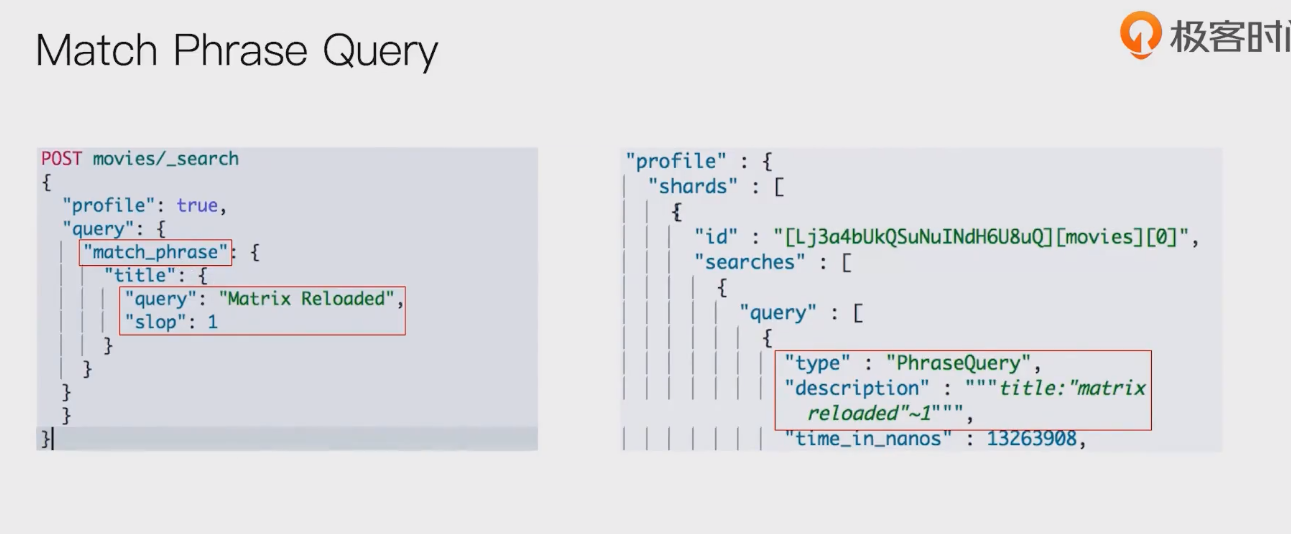 Match Phrase Query
极客时间
POST movies/_search
{
"profile": true,
"query": {
"match_phrase": {
"title": {
"query": "Matrix Reloaded",
"slop": 1
}
}
}
}
}
"profile" : {
"shards" : [
{
"id" : "[Lj3a4bUkQSuNuINdH6U8uQ][movies][0]",
"searches" : [
{
"query" : [
{
"type" : "PhraseQuery",
"description" : """title:"matrix
reloaded"~1""",
"time_in_nanos" : 13263908,